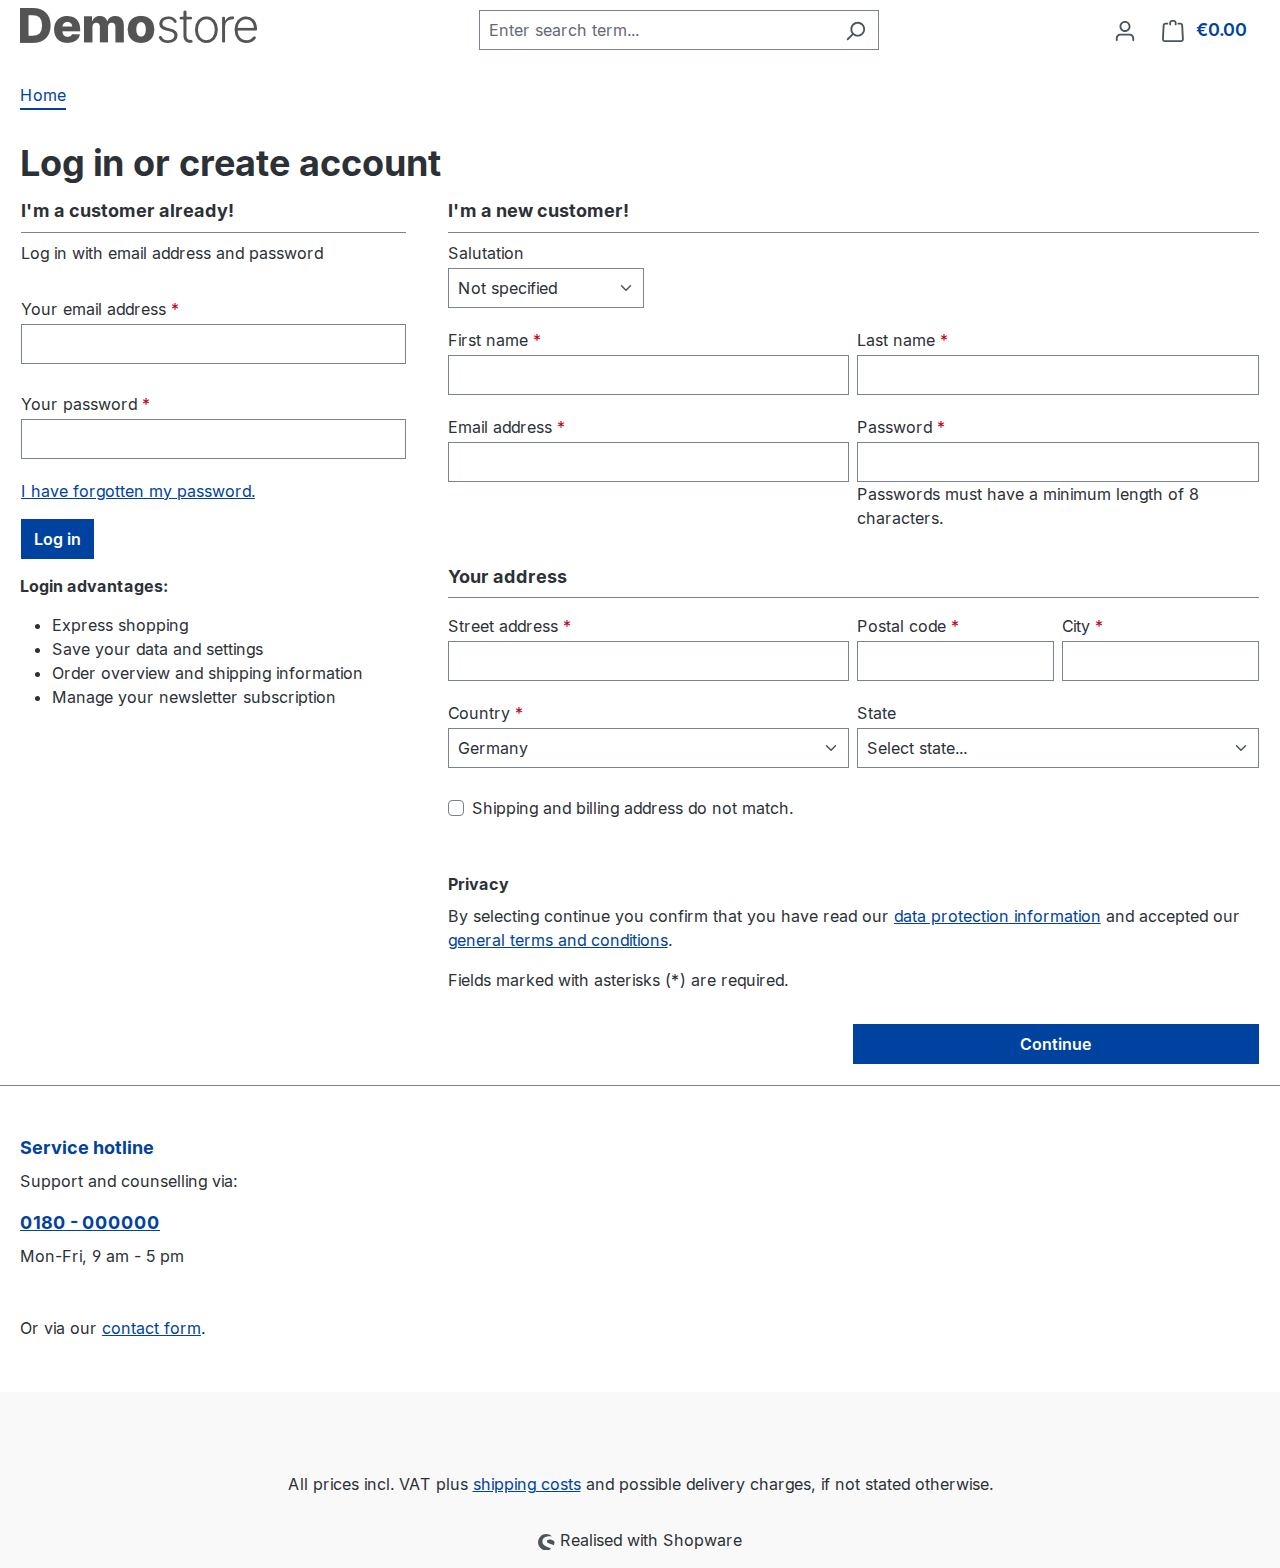 Demostore
Enter search term...
€0.00
Home
Log in or create account
I'm a customer already!
Log in with email address and password
Your email address *
Your password *
I have forgotten my password.
Log in
Login advantages:
Express shopping
Save your data and settings
Order overview and shipping information
Manage your newsletter subscription
I'm a new customer!
Salutation
Not specified
First name *
Last name *
Email address *
Password *
Passwords must have a minimum length of 8
characters.
Your address
Street address *
Postal code *
City *
Country *
State
Germany
Select state...
Shipping and billing address do not match.
Privacy
By selecting continue you confirm that you have read our data protection information and accepted our
general terms and conditions.
Fields marked with asterisks (*) are required.
Continue
Service hotline
Support and counselling via:
0180 - 000000
Mon-Fri, 9 am - 5 pm
Or via our contact form.
All prices incl. VAT plus shipping costs and possible delivery charges, if not stated otherwise.
Realised with Shopware